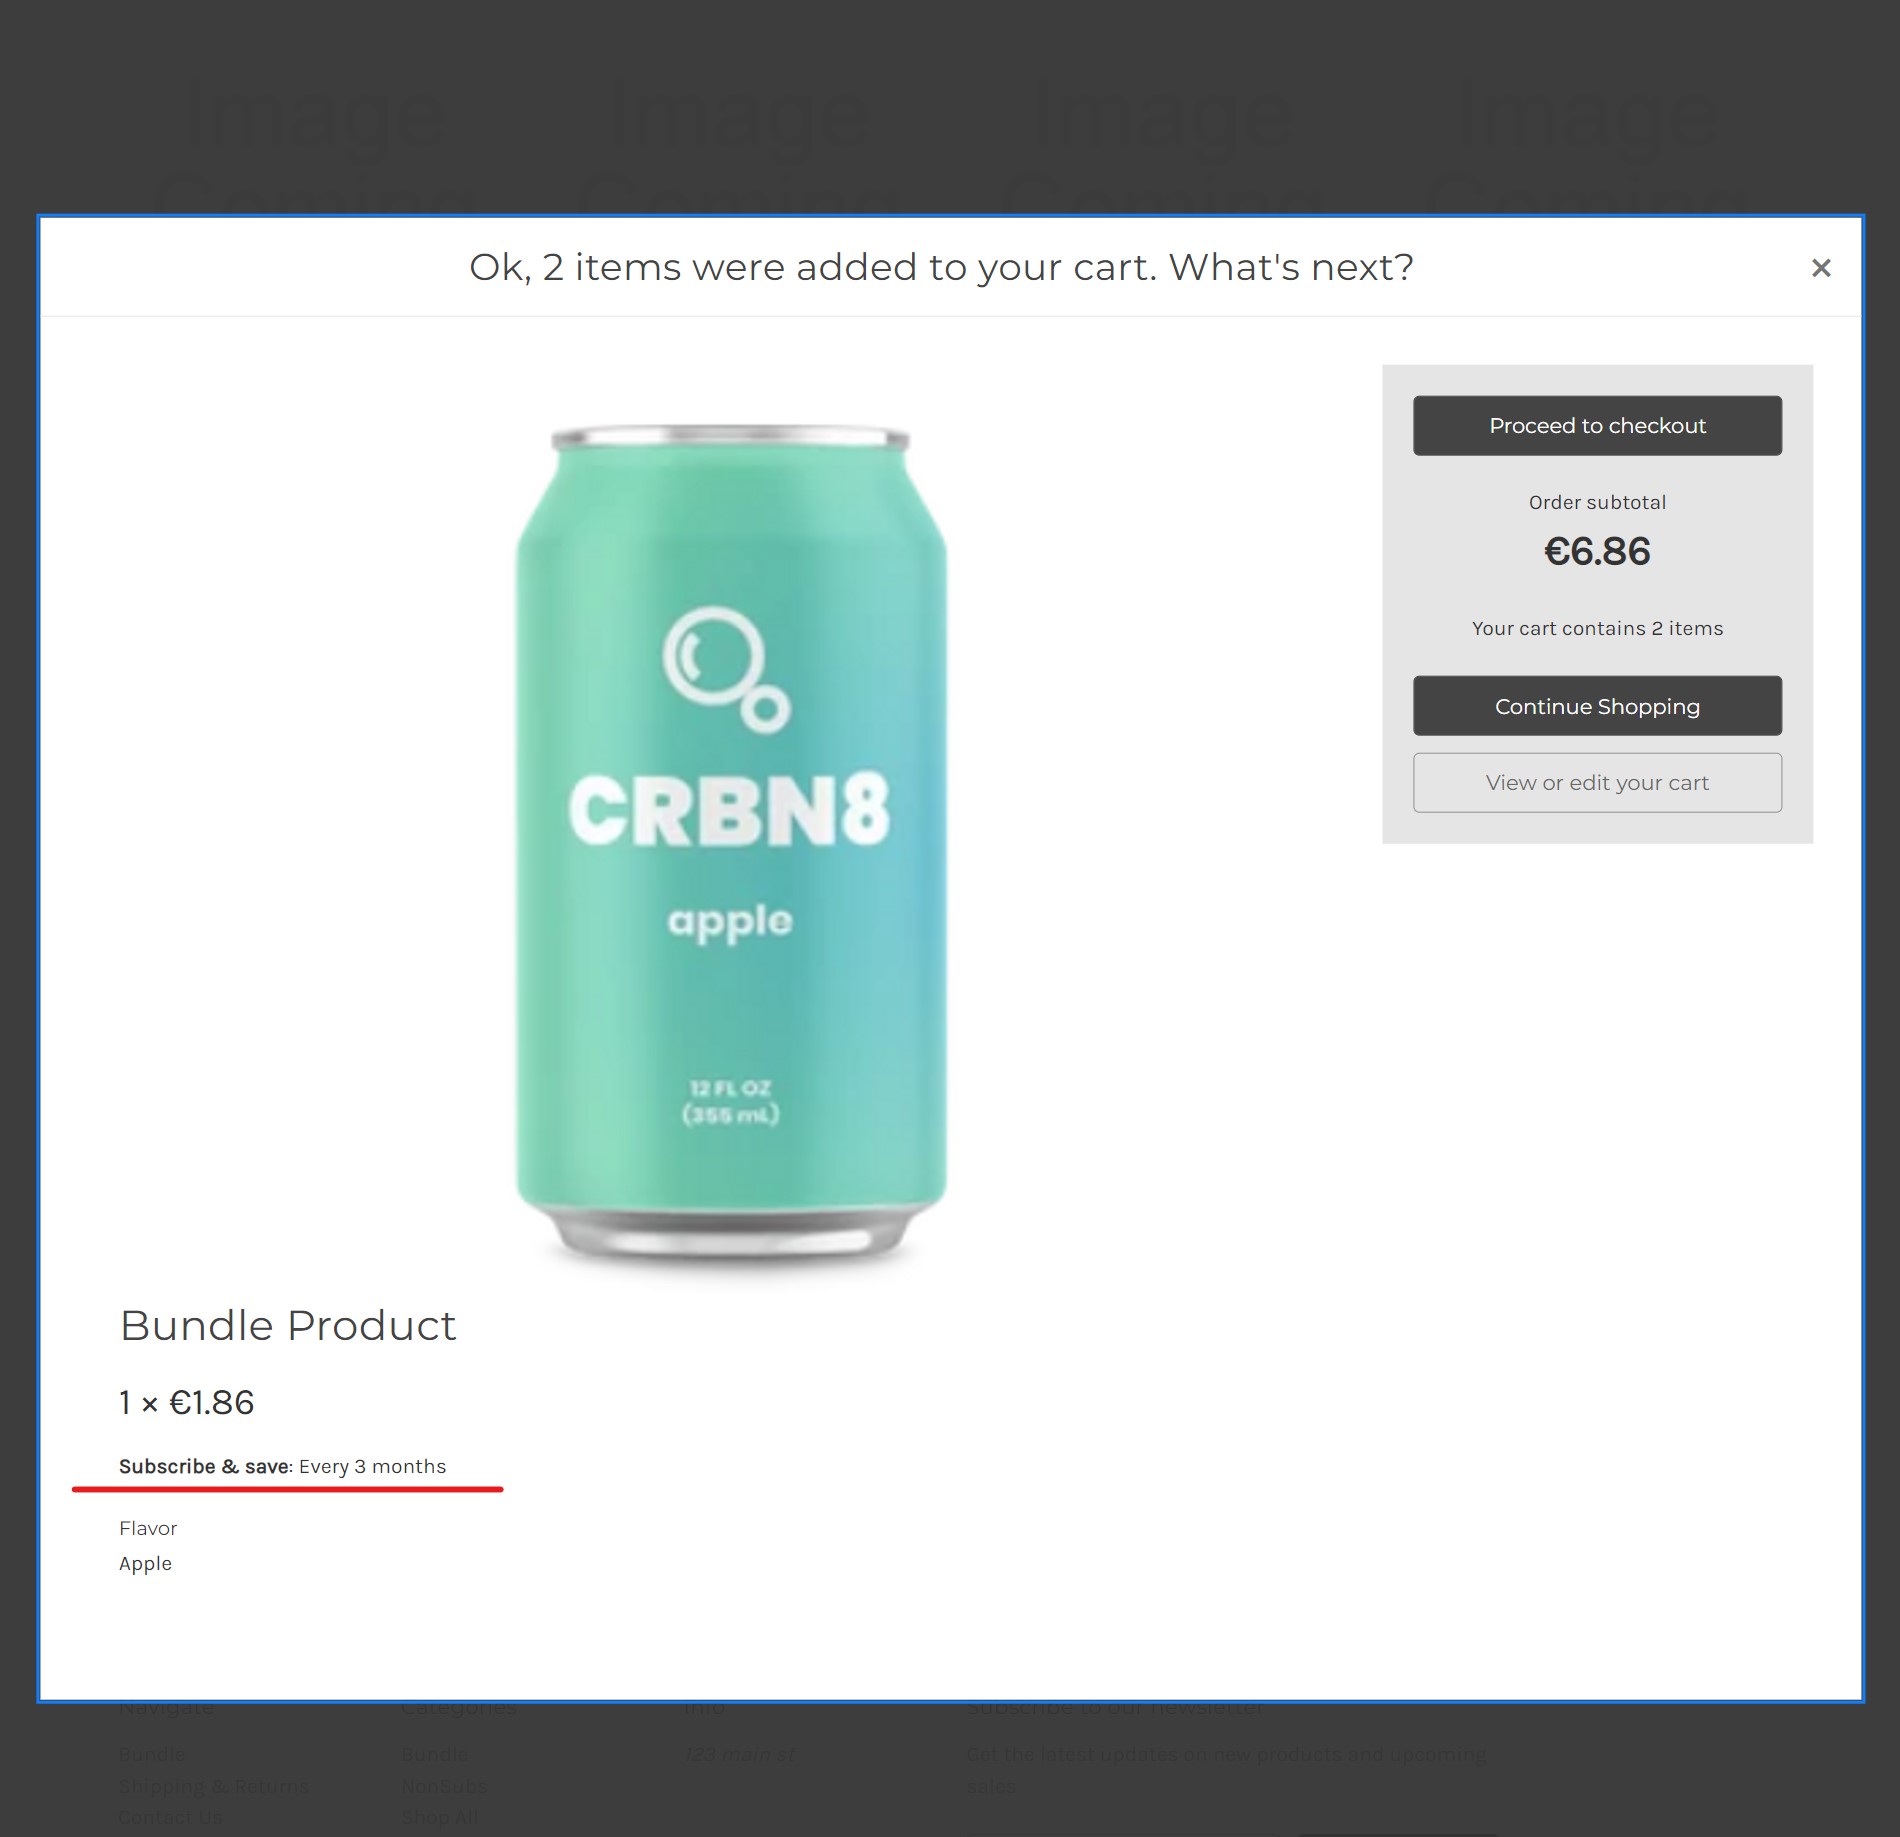 Image
Image
Image
Image
Coming
Coming
Coming
Coming
Ok, 2 items were added to your cart. What's next?
×
CRBN8
apple
12 FL OZ
(355 mL)
Proceed to checkout
Order subtotal
€6.86
Your cart contains 2 items
Continue Shopping
View or edit your cart
Bundle Product
1 × €1.86
Subscribe & save: Every 3 months
Flavor
Apple
Navigate
Bundle
Shipping & Returns
Contact Us
Categories
Bundle
NonSubs
Shop All
Info
123 main st
Subscribe to our newsletter
Get the latest updates on new products and upcoming
sales